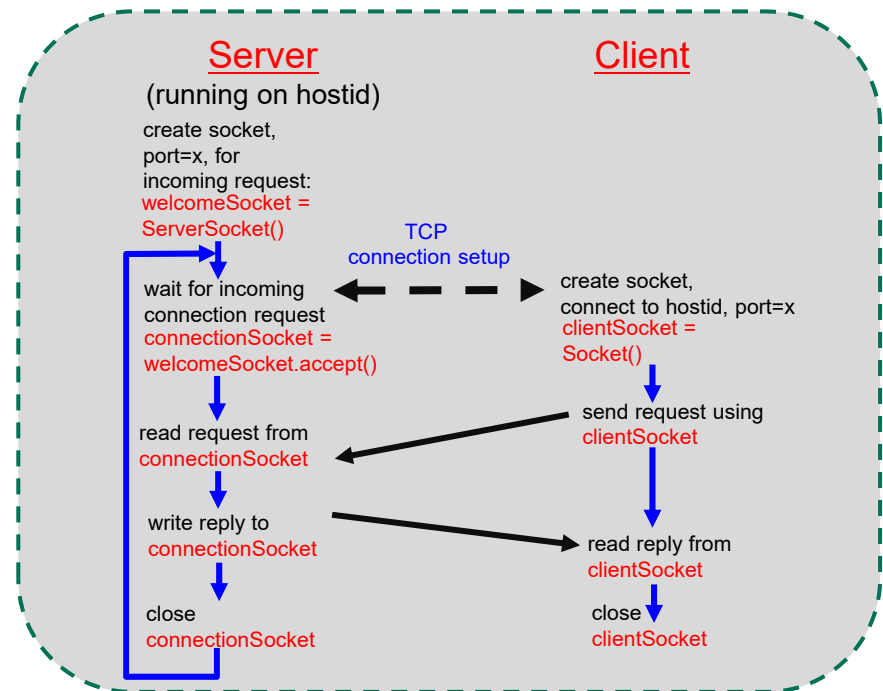 Server
(running on hostid)
create socket,
port=x, for
incoming request:
welcomeSocket =
ServerSocket()
wait for incoming
connection request
connectionSocket =
welcomeSocket.accept()
read request from
connectionSocket
write reply to
connectionSocket
close
connectionSocket
TCP
connection setup
Client
create socket,
connect to hostid, port=x
clientSocket =
Socket()
send request using
clientSocket
read reply from
clientSocket
close
clientSocket